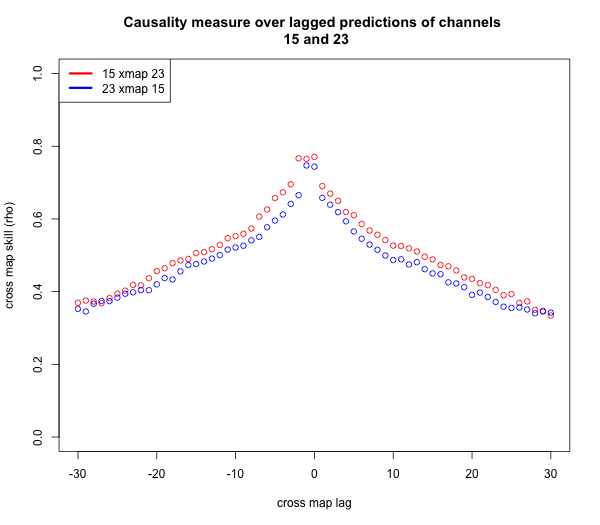 Causality measure over lagged predictions of channels
15 and 23
15 xmap 23
23 xmap 15
cross map skill (rho)
1.0
0.8
0.6
0.4
0.2
0.0
-30 -20 -10 0 10 20 30
cross map lag